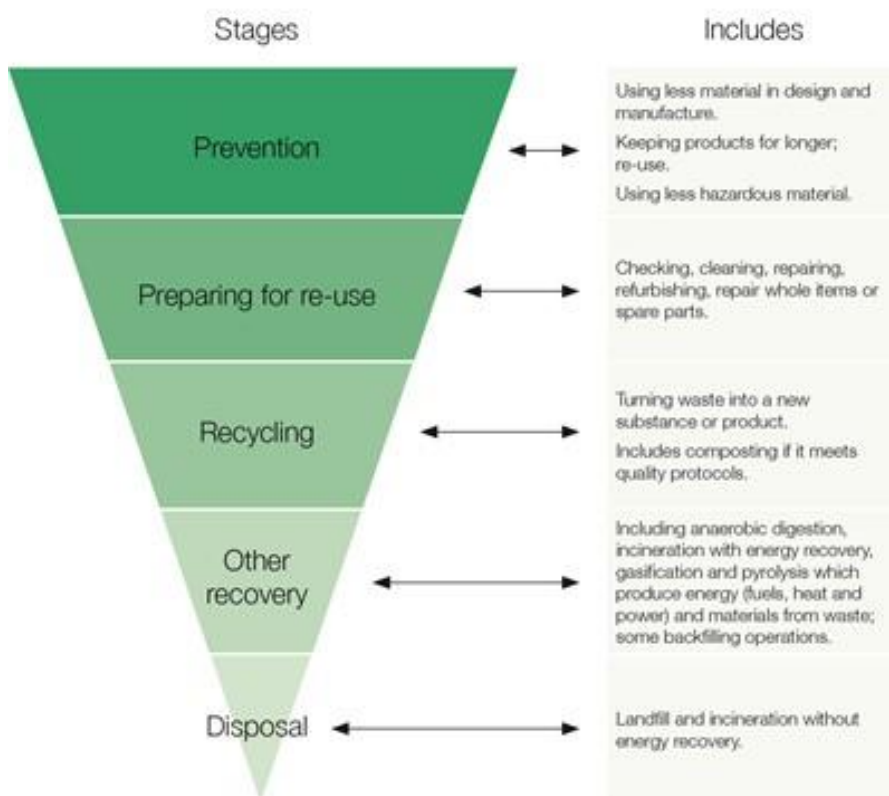 Stages
Includes
Prevention
Using less material in design and
manufacture.
Keeping products for longer;
re-use.
Using less hazardous material.
Preparing for re-use
Checking, cleaning, repairing,
refurbishing, repair whole items or
spare parts.
Recycling
Turning waste into a new
substance or product.
Includes composting if it meets
quality protocols.
Other
recovery
Including anaerobic digestion,
incineration with energy recovery,
gasification and pyrolysis which
produce energy (fuels, heat and
power) and materials from waste;
some backfilling operations.
Disposal
Landfill and incineration without
energy recovery.